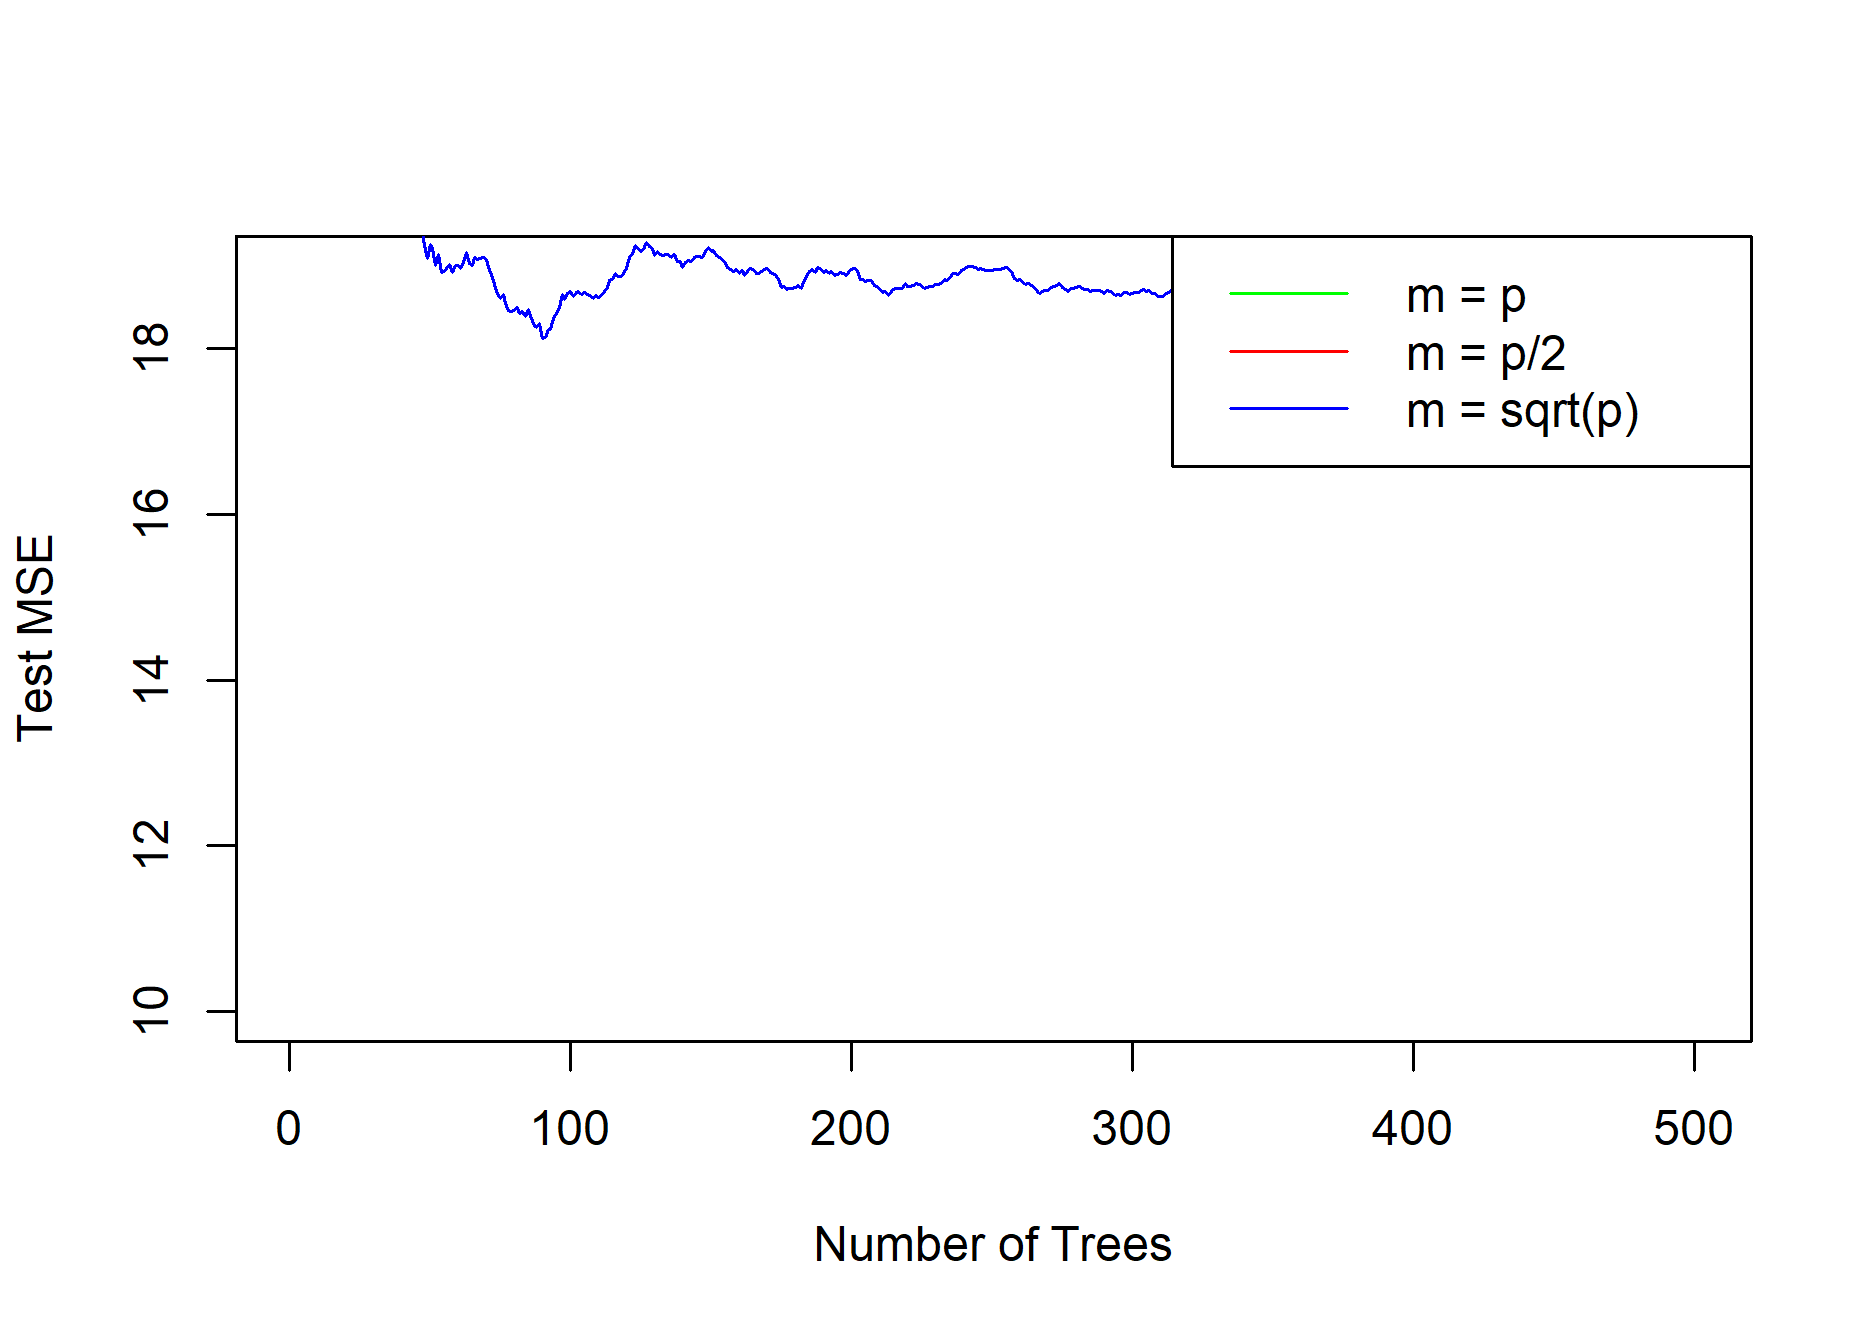 m = p
m = p/2
m = sqrt(p)
Test MSE
18
16
14
12
10
0 100 200 300 400 500
Number of Trees